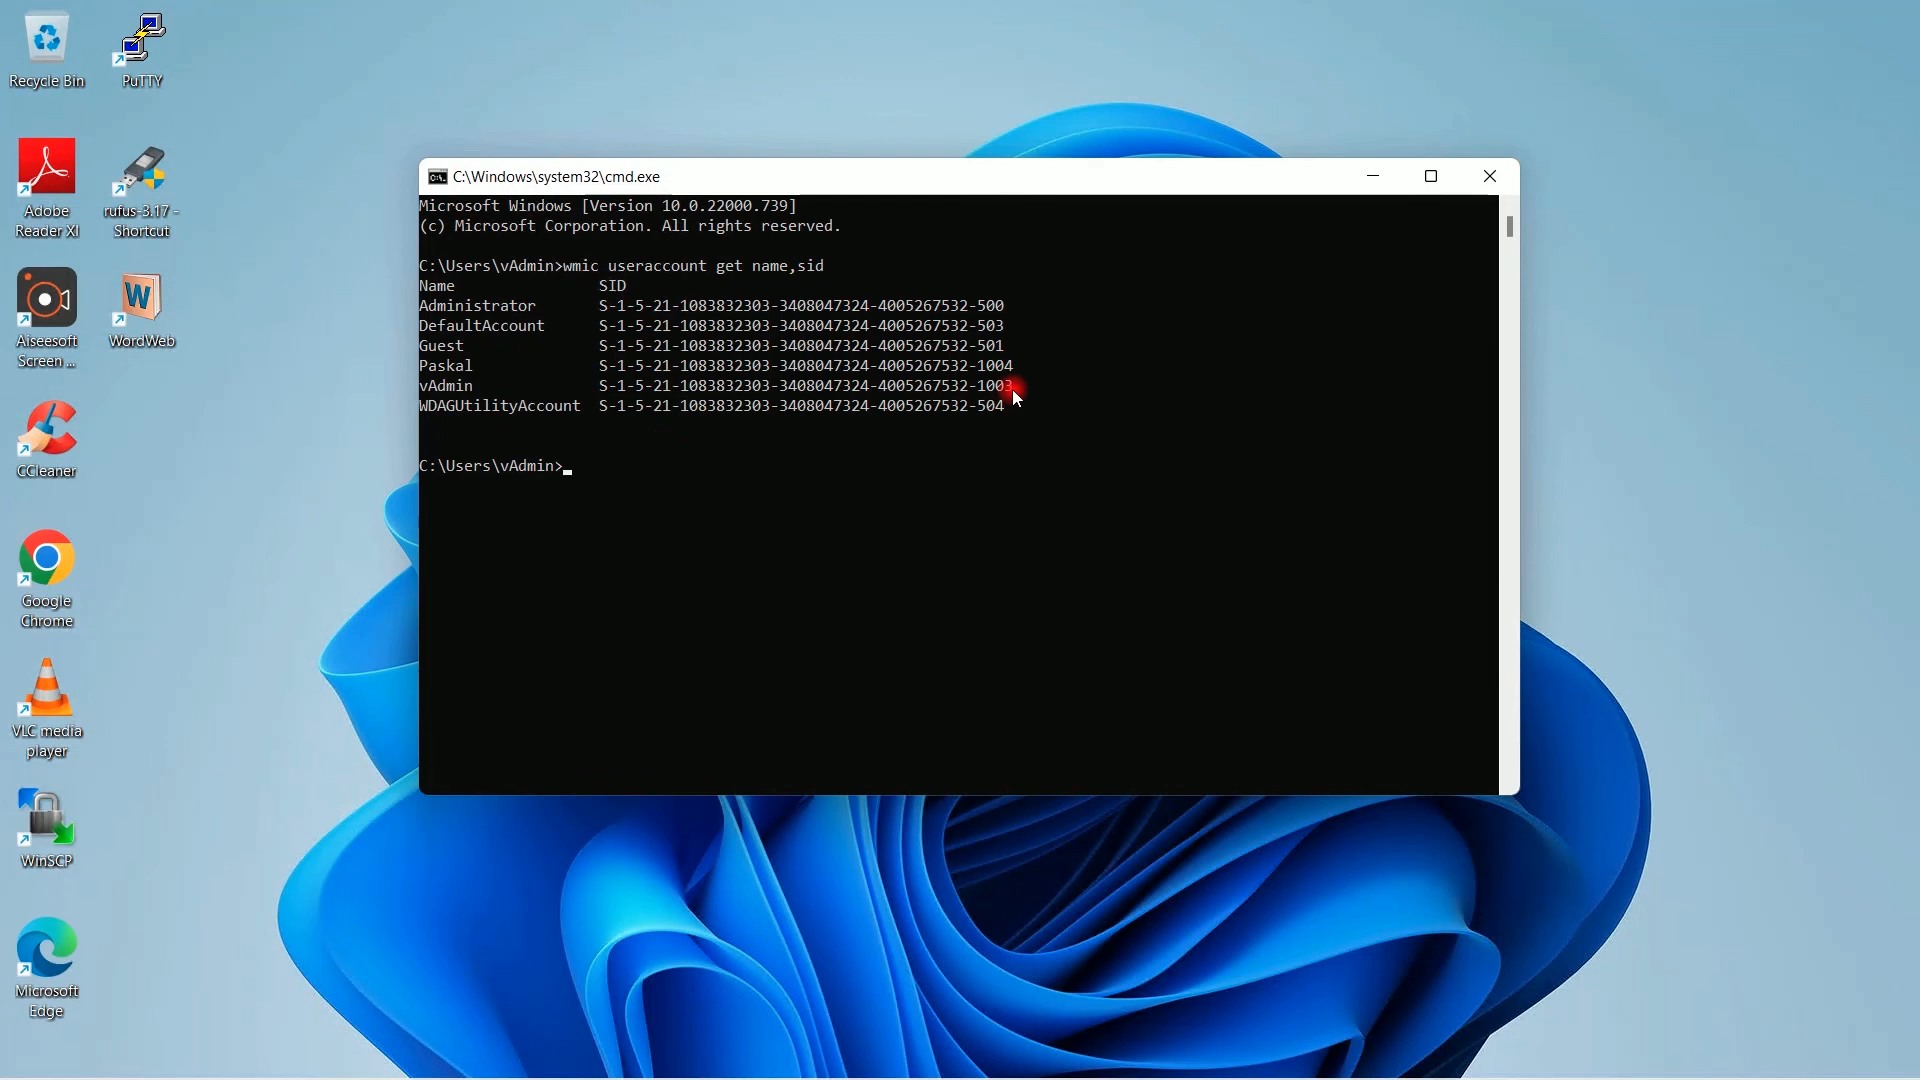 Recycle Bin
PuTTY
Adobe
Reader XI
rufus-3.17 -
Shortcut
Aiseesoft
Screen ...
W
WordWeb
CCleaner
Google
Chrome
VLC media
player
WinSCP
Microsoft
Edge
C:\Windows\system32\cmd.exe
Microsoft Windows [Version 10.0.22000.739]
(c) Microsoft Corporation. All rights reserved.
C:\Users\vAdmin>wmic useraccount get name,sid
Name SID
Administrator S-1-5-21-1083832303-3408047324-4005267532-500
DefaultAccount S-1-5-21-1083832303-3408047324-4005267532-503
Guest S-1-5-21-1083832303-3408047324-4005267532-501
Paskal S-1-5-21-1083832303-3408047324-4005267532-1004
vAdmin S-1-5-21-1083832303-3408047324-4005267532-1003
WDAGUtilityAccount S-1-5-21-1083832303-3408047324-4005267532-504
C:\Users\vAdmin>